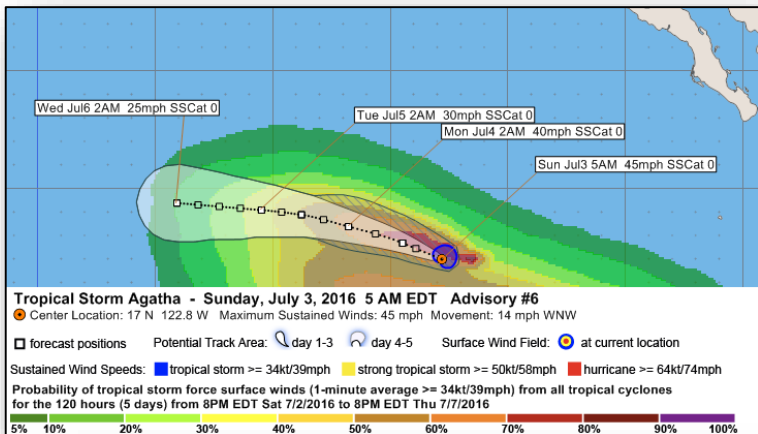 Wed Jul6 2AM 25mph SSCat 0
Tue Jul5 2AM 30mph SSCat 0
Mon Jul4 2AM 40mph SSCat 0
Sun Jul3 5AM 45mph SSCat 0
Tropical Storm Agatha - Sunday, July 3, 2016 5 AM EDT Advisory #6
Center Location: 17 N 122.8 W Maximum Sustained Winds: 45 mph Movement: 14 mph WNW
forecast positions Potential Track Area: day 1-3 day 4-5 Surface Wind Field: at current location
Sustained Wind Speeds: tropical storm >= 34kt/39mph strong tropical storm >= 50kt/58mph hurricane >= 64kt/74mph
Probability of tropical storm force surface winds (1-minute average >= 34kt/39mph) from all tropical cyclones
for the 120 hours (5 days) from 8PM EDT Sat 7/2/2016 to 8PM EDT Thu 7/7/2016
5% 10% 20% 30% 40% 50% 60% 70% 80% 90% 100%